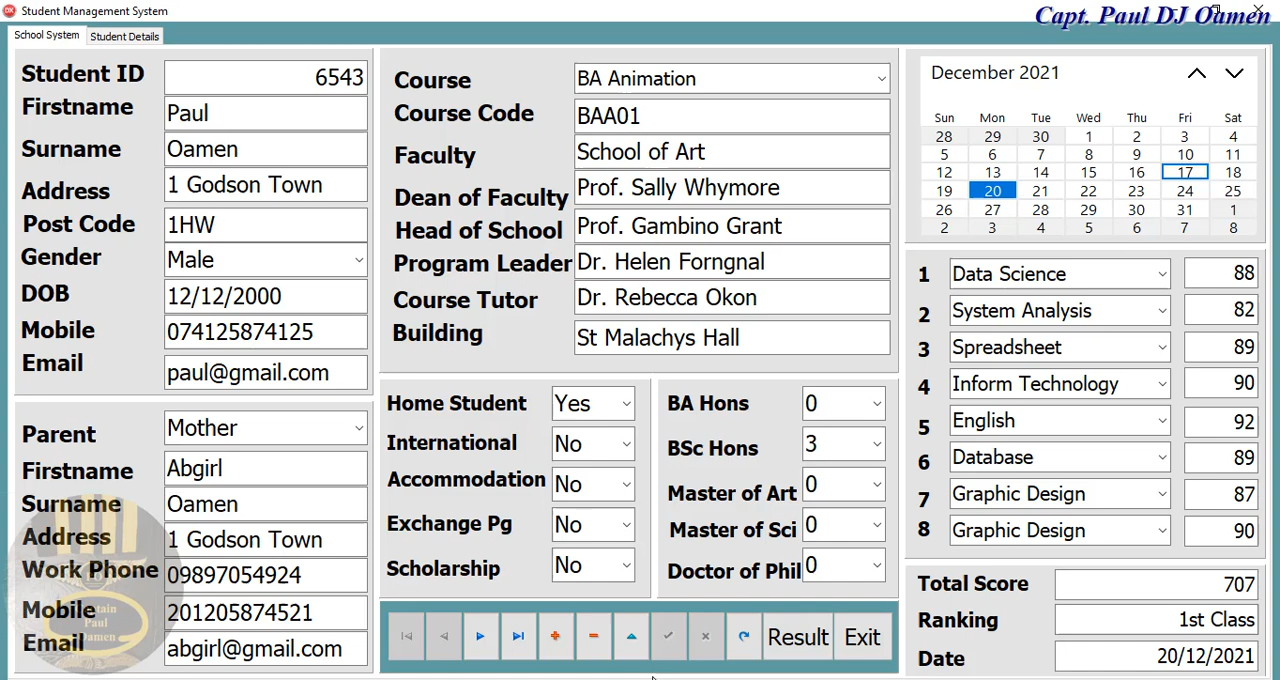 Student Management System
Capt. Paul DJ Oamen
School System
Student Details
Student ID 6543
Firstname Paul
Surname Oamen
Address 1 Godson Town
Post Code 1HW
Gender Male
DOB 12/12/2000
Mobile 074125874125
Email paul@gmail.com
Parent Mother
Firstname Abgirl
Surname Oamen
Address 1 Godson Town
Work Phone 09897054924
Mobile 201205874521
Email abgirl@gmail.com
Course BA Animation
Course Code BAA01
Faculty School of Art
Dean of Faculty Prof. Sally Whymore
Head of School Prof. Gambino Grant
Program Leader Dr. Helen Forngnal
Course Tutor Dr. Rebecca Okon
Building St Malachys Hall
Home Student Yes
International No
Accommodation No
Exchange Pg No
Scholarship No
BA Hons 0
BSc Hons 3
Master of Art 0
Master of Sci 0
Doctor of Phil 0
Result Exit
December 2021
Sun Mon Tue Wed Thu Fri Sat
28 29 30 1 2 3 4
5 6 7 8 9 10 11
12 13 14 15 16 17 18
19 20 21 22 23 24 25
26 27 28 29 30 31 1
2 3 4 5 6 7 8
1 Data Science 88
2 System Analysis 82
3 Spreadsheet 89
4 Inform Technology 90
5 English 92
6 Database 89
7 Graphic Design 87
8 Graphic Design 90
Total Score 707
Ranking 1st Class
Date 20/12/2021
Paul